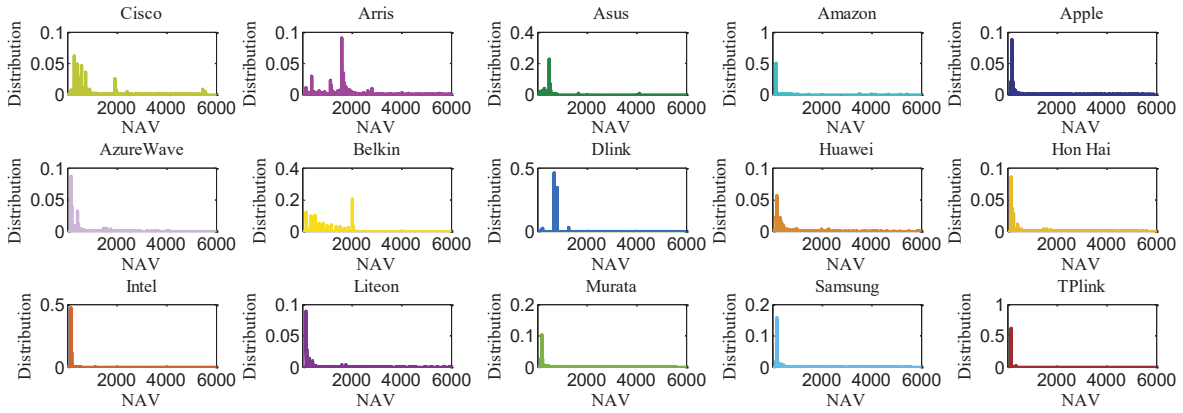 Cisco
Distribution
0.1
0.05
0
2000 4000 6000
NAV
Arris
Distribution
0.1
0.05
0
2000 4000 6000
NAV
Asus
Distribution
0.4
0.2
0
2000 4000 6000
NAV
Amazon
Distribution
1
0.5
0
2000 4000 6000
NAV
Apple
Distribution
0.1
0.05
0
2000 4000 6000
NAV
AzureWave
Distribution
0.1
0.05
0
2000 4000 6000
NAV
Belkin
Distribution
0.4
0.2
0
2000 4000 6000
NAV
Dlink
Distribution
0.5
0
2000 4000 6000
NAV
Huawei
Distribution
0.1
0.05
0
2000 4000 6000
NAV
Hon Hai
Distribution
0.1
0.05
0
2000 4000 6000
NAV
Intel
Distribution
0.5
0
2000 4000 6000
NAV
Liteon
Distribution
0.1
0.05
0
2000 4000 6000
NAV
Murata
Distribution
0.2
0.1
0
2000 4000 6000
NAV
Samsung
Distribution
0.2
0.1
0
2000 4000 6000
NAV
TPlink
Distribution
1
0.5
0
2000 4000 6000
NAV